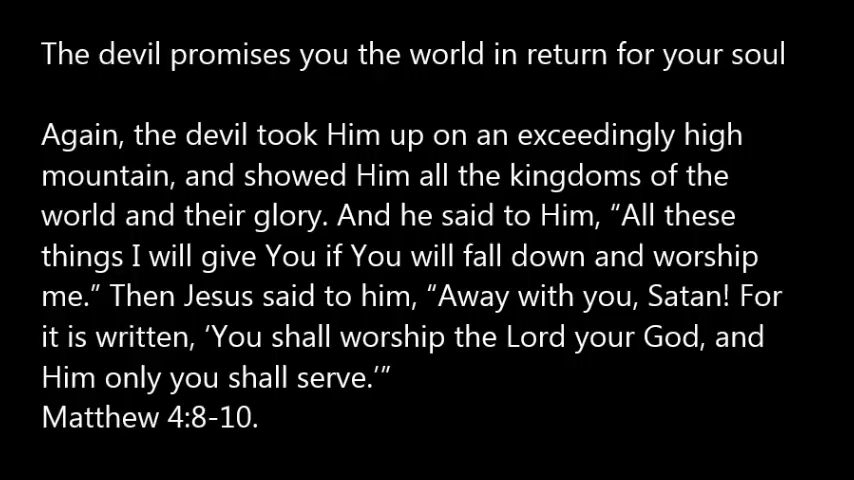 The devil promises you the world in return for your soul
Again, the devil took Him up on an exceedingly high
mountain, and showed Him all the kingdoms of the
world and their glory. And he said to Him, “All these
things I will give You if You will fall down and worship
me.” Then Jesus said to him, “Away with you, Satan! For
it is written, ‘You shall worship the Lord your God, and
Him only you shall serve.’”
Matthew 4:8-10.